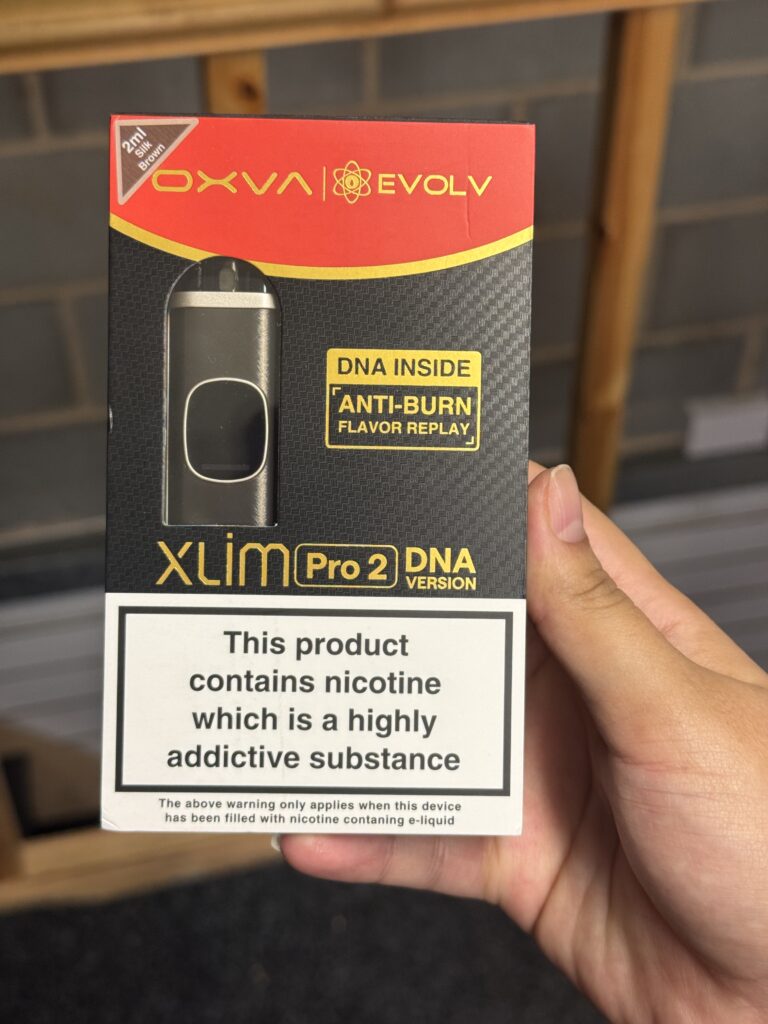 2ml
Silk
Brown
OXVA | EVOLV
DNA INSIDE
ANTI-BURN
FLAVOR REPLAY
XLIM Pro 2 DNA
VERSION
This product
contains nicotine
which is a highly
addictive substance
The above warning only applies when this device
has been filled with nicotine contaning e-liquid